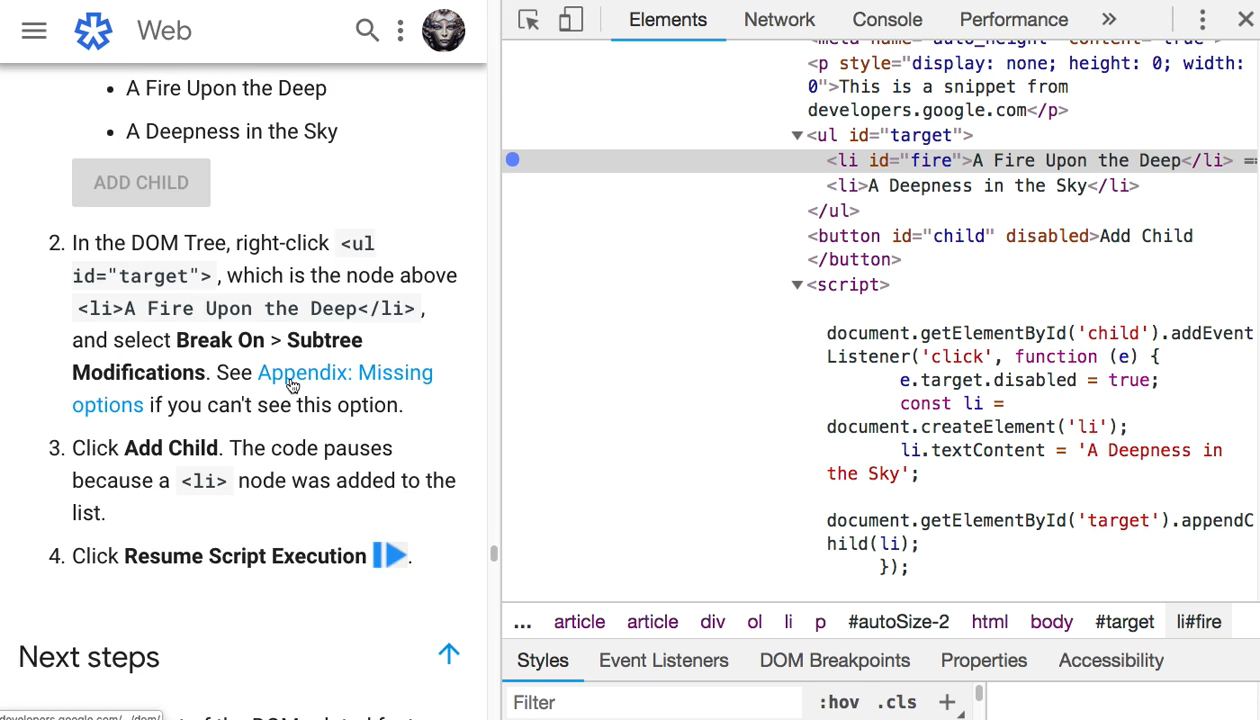 Web
A Fire Upon the Deep
A Deepness in the Sky
ADD CHILD
2. In the DOM Tree, right-click <ul
id="target">, which is the node above
<li>A Fire Upon the Deep</li>,
and select Break On > Subtree
Modifications. See Appendix: Missing
options if you can't see this option.
3. Click Add Child. The code pauses
because a <li> node was added to the
list.
4. Click Resume Script Execution .
Next steps
Elements
Network
Console
Performance
<meta name="auto_height" content="true">
<p style="display: none; height: 0; width:
0">This is a snippet from
developers.google.com</p>
<ul id="target">
<li id="fire">A Fire Upon the Deep</li> ==
<li>A Deepness in the Sky</li>
</ul>
<button id="child" disabled>Add Child
</button>
<script>
document.getElementById('child').addEvent
Listener('click', function (e) {
e.target.disabled = true;
const li =
document.createElement('li');
li.textContent = 'A Deepness in
the Sky';
document.getElementById('target').appendC
hild(li);
});
... article article div ol li p #autoSize-2 html body #target li#fire
Styles Event Listeners DOM Breakpoints Properties Accessibility
Filter :hov .cls +